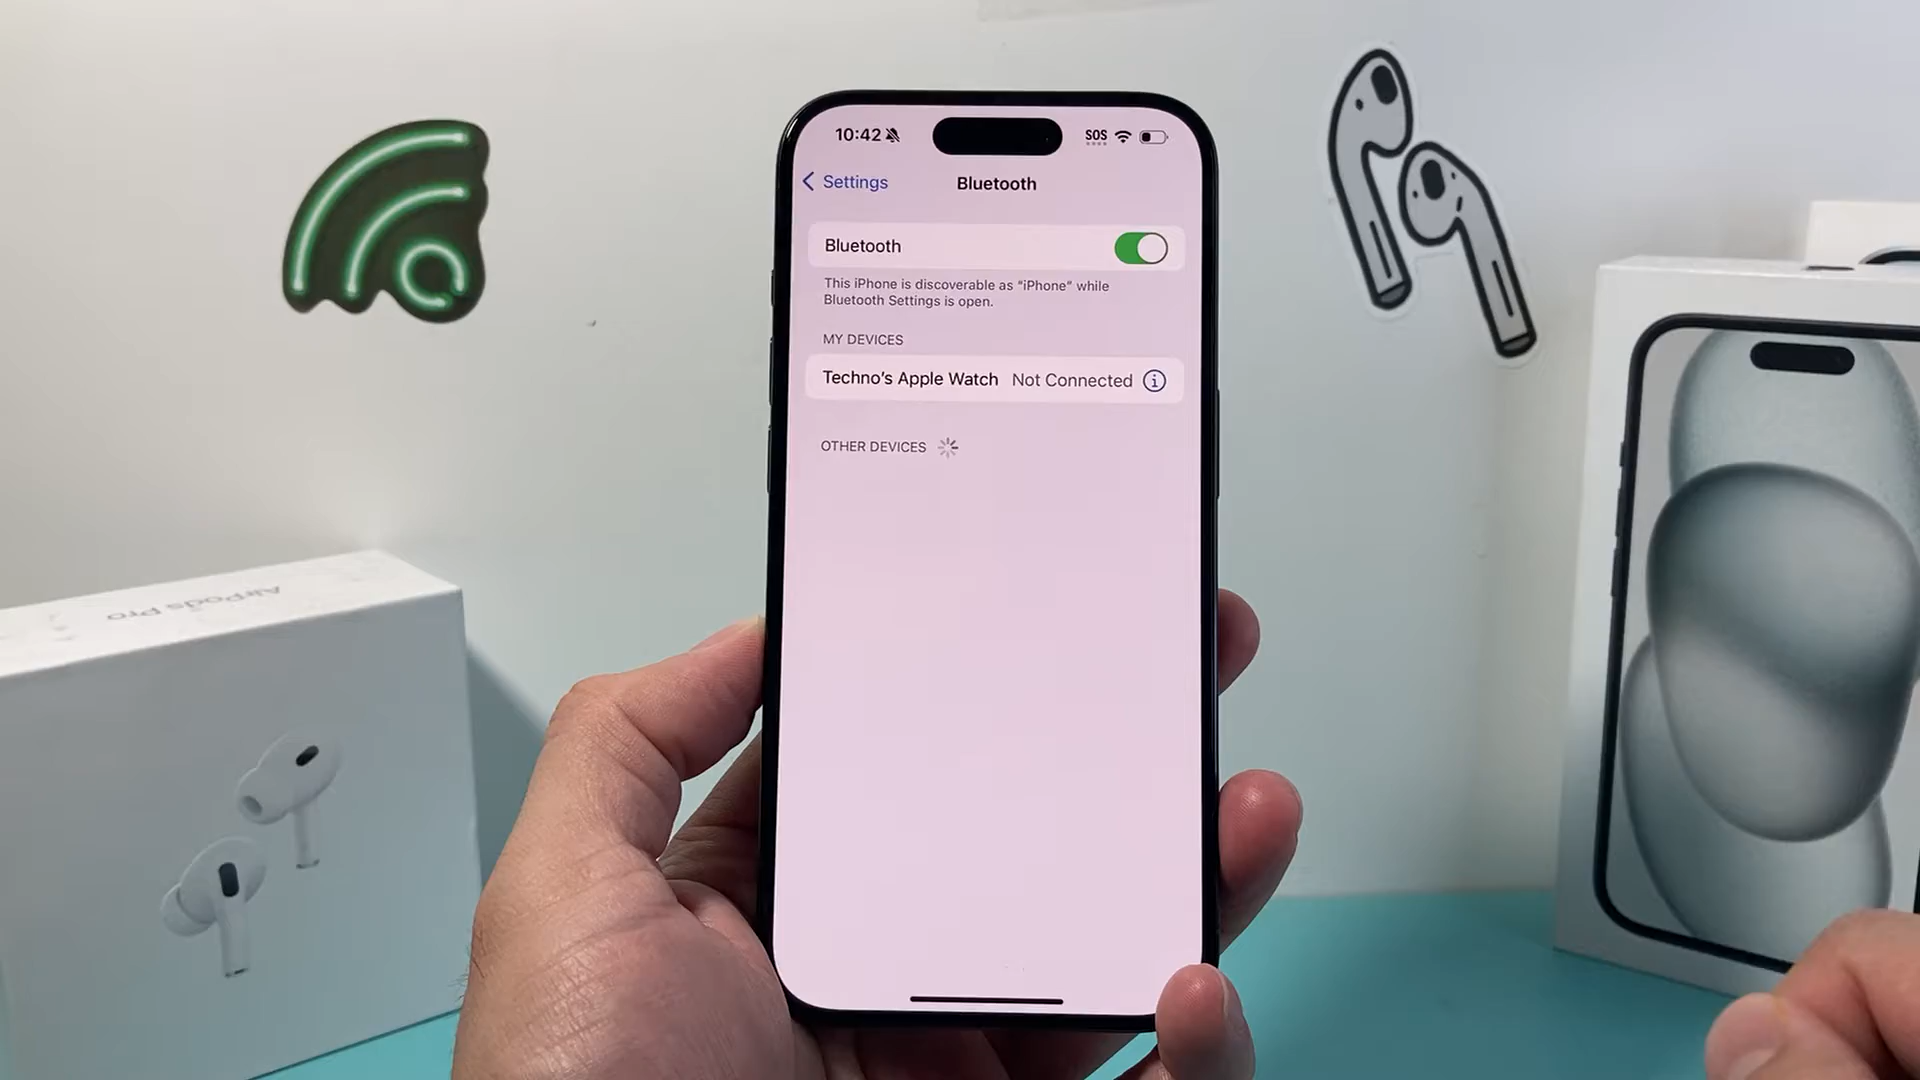 10:42
SOS
Settings
Bluetooth
Bluetooth
This iPhone is discoverable as “iPhone” while
Bluetooth Settings is open.
MY DEVICES
Techno’s Apple Watch Not Connected
OTHER DEVICES
AirPods Pro